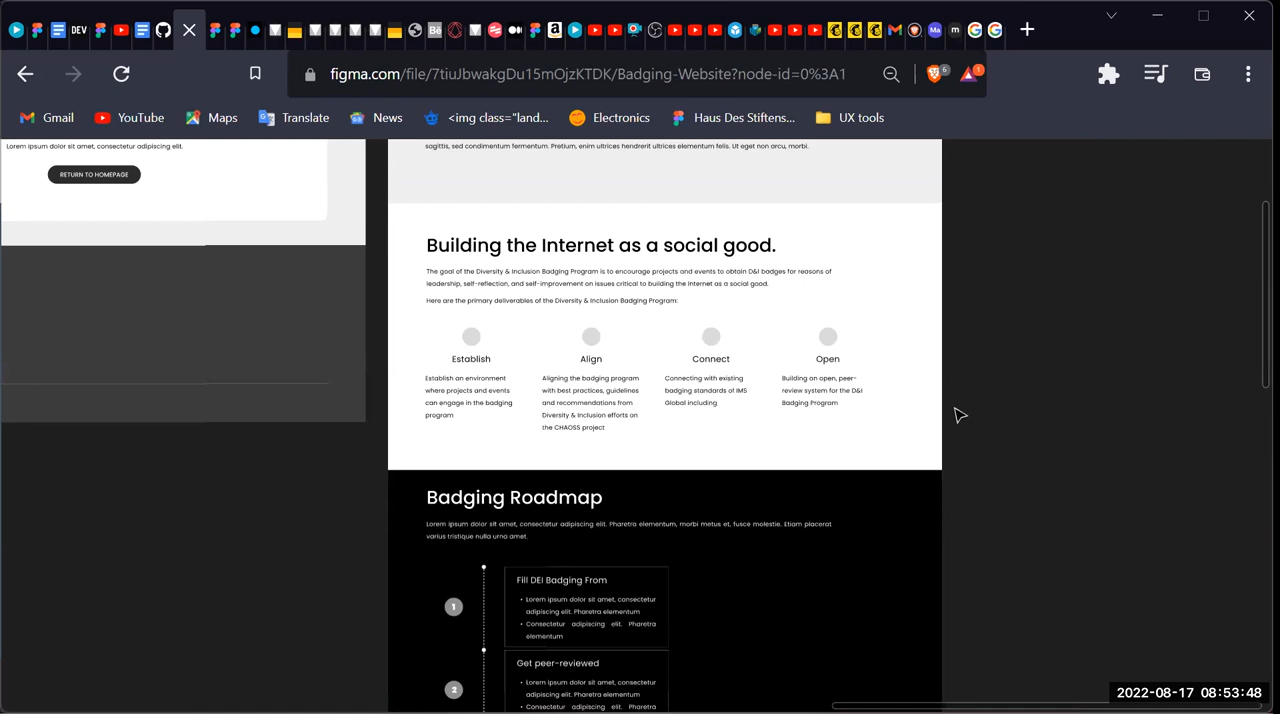 DEV
Bē
Ma
m
figma.com/file/7tiuJbwakgDu15mOjzKTDK/Badging-Website?node-id=0%3A1
6
1
Gmail
YouTube
Maps
Translate
News
<img class="land...
Electronics
Haus Des Stiftens...
UX tools
Lorem ipsum dolor sit amet, consectetur adipiscing elit.
RETURN TO HOMEPAGE
sagittis, sed condimentum fermentum. Pretium, enim ultrices hendrerit ultrices elementum felis. Ut eget non arcu, morbi.
Building the Internet as a social good.
The goal of the Diversity & Inclusion Badging Program is to encourage projects and events to obtain D&I badges for reasons of
leadership, self-reflection, and self-improvement on issues critical to building the Internet as a social good.
Here are the primary deliverables of the Diversity & Inclusion Badging Program:
Establish
Establish an environment
where projects and events
can engage in the badging
program
Align
Aligning the badging program
with best practices, guidelines
and recommendations from
Diversity & Inclusion efforts on
the CHAOSS project
Connect
Connecting with existing
badging standards of IMS
Global including
Open
Building an open, peer-
review system for the D&I
Badging Program
Badging Roadmap
Lorem ipsum dolor sit amet, consectetur adipiscing elit. Pharetra elementum, morbi metus et, fusce molestie. Etiam placerat
varius tristique nulla urna amet.
1
Fill DEI Badging From
• Lorem ipsum dolor sit amet, consectetur
adipiscing elit. Pharetra elementum
• Consectetur adipiscing elit. Pharetra
elementum
2
Get peer-reviewed
• Lorem ipsum dolor sit amet, consectetur
adipiscing elit. Pharetra elementum
• Consectetur adipiscing elit. Pharetra
2022-08-17 08:53:48